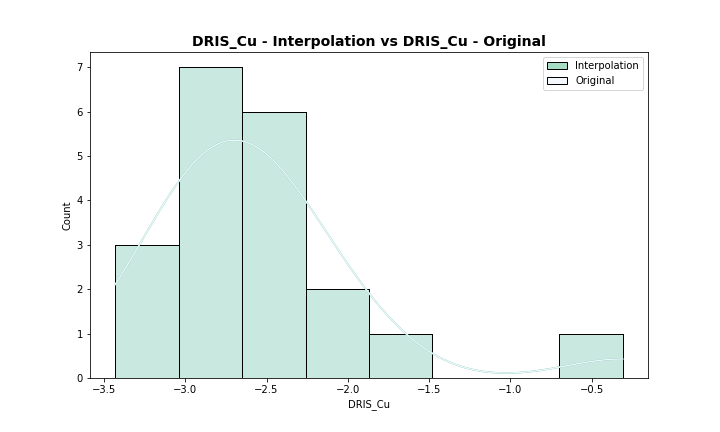 DRIS_Cu - Interpolation vs DRIS_Cu - Original
Interpolation
Original
7
6
5
4
3
2
1
0
Count
−3.5 −3.0 −2.5 −2.0 −1.5 −1.0 −0.5
DRIS_Cu